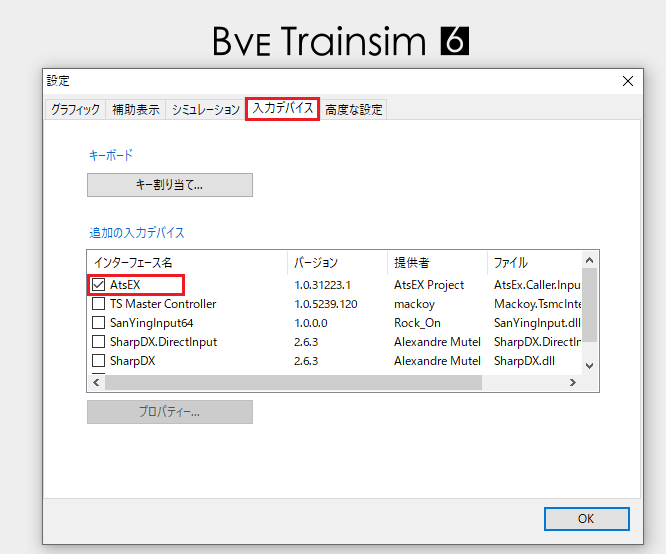 BVE Trainsim 6
設定
グラフィック 補助表示 シミュレーション 入力デバイス 高度な設定
キーボード
キー割り当て...
追加の入力デバイス
インターフェース名 バージョン 提供者 ファイル
AtsEX 1.0.31223.1 AtsEX Project AtsEx.Caller.Inpu
TS Master Controller 1.0.5239.120 mackoy Mackoy.TsmcInte
SanYingInput64 1.0.0.0 Rock_On SanYingInput.dll
SharpDX.DirectInput 2.6.3 Alexandre Mutel SharpDX.DirectIn
SharpDX 2.6.3 Alexandre Mutel SharpDX.dll
プロパティー...
OK